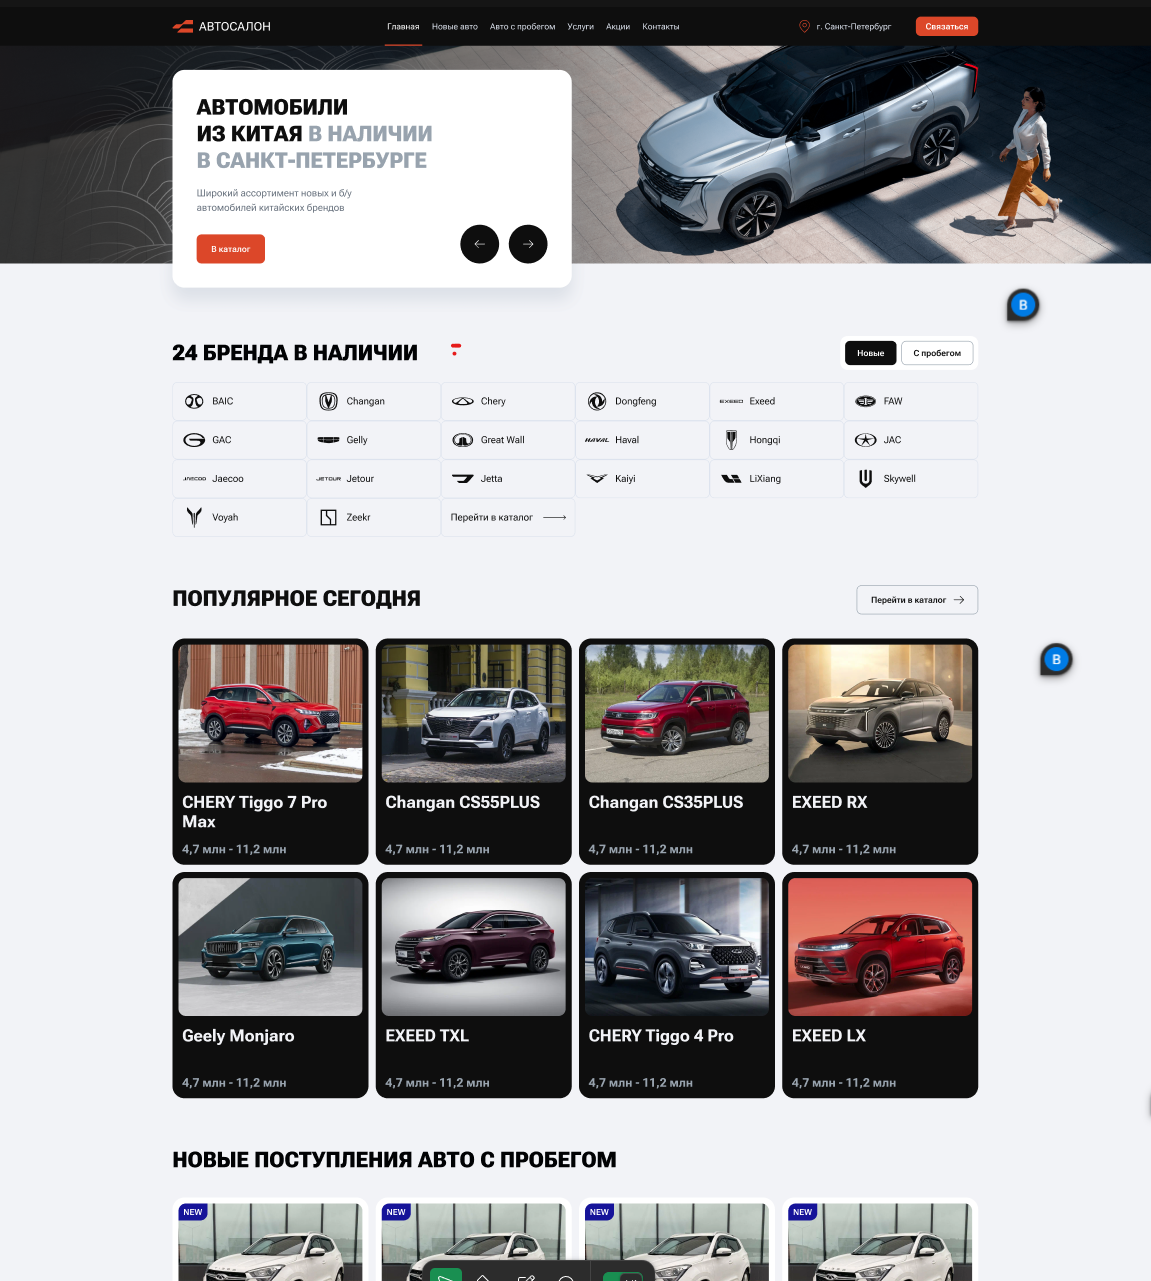 АВТОСАЛОН
Главная
Новые авто
Авто с пробегом
Услуги
Акции
Контакты
г. Санкт-Петербург
Связаться
АВТОМОБИЛИ
ИЗ КИТАЯ В НАЛИЧИИ
В САНКТ-ПЕТЕРБУРГЕ
Широкий ассортимент новых и б/у
автомобилей китайских брендов
В каталог
B
24 БРЕНДА В НАЛИЧИИ
Новые
С пробегом
BAIC
Changan
Chery
Dongfeng
EXEED Exeed
FAW
GAC
Gelly
Great Wall
HAVAL Haval
Hongqi
JAC
JAECOO Jaecoo
JETOUR Jetour
Jetta
Kaiyi
LiXiang
Skywell
Voyah
Zeekr
Перейти в каталог
ПОПУЛЯРНОЕ СЕГОДНЯ
Перейти в каталог
B
CHERY Tiggo 7 Pro
Max
4,7 млн - 11,2 млн
Changan CS55PLUS
4,7 млн - 11,2 млн
Changan CS35PLUS
4,7 млн - 11,2 млн
EXEED RX
4,7 млн - 11,2 млн
Geely Monjaro
4,7 млн - 11,2 млн
EXEED TXL
4,7 млн - 11,2 млн
CHERY Tiggo 4 Pro
4,7 млн - 11,2 млн
EXEED LX
4,7 млн - 11,2 млн
НОВЫЕ ПОСТУПЛЕНИЯ АВТО С ПРОБЕГОМ
NEW
NEW
NEW
NEW